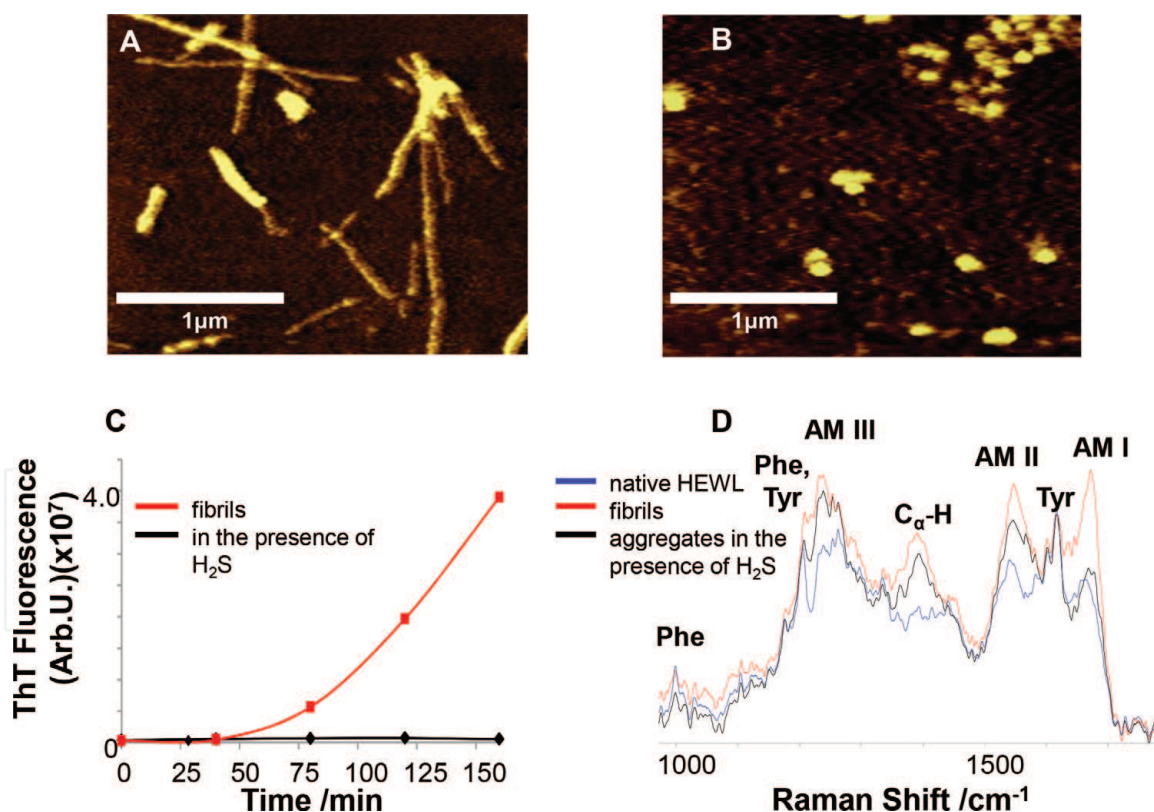 A
1µm
B
1µm
C
ThT Fluorescence
(Arb.U.)(x10⁷)
4.0
0
fibrils
in the presence of
H₂S
0 25 50 75 100 125 150
Time /min
D
native HEWL
fibrils
aggregates in the
presence of H₂S
Phe
Phe,
Tyr
AM III
Cα-H
AM II
Tyr
AM I
1000 1500
Raman Shift /cm⁻¹